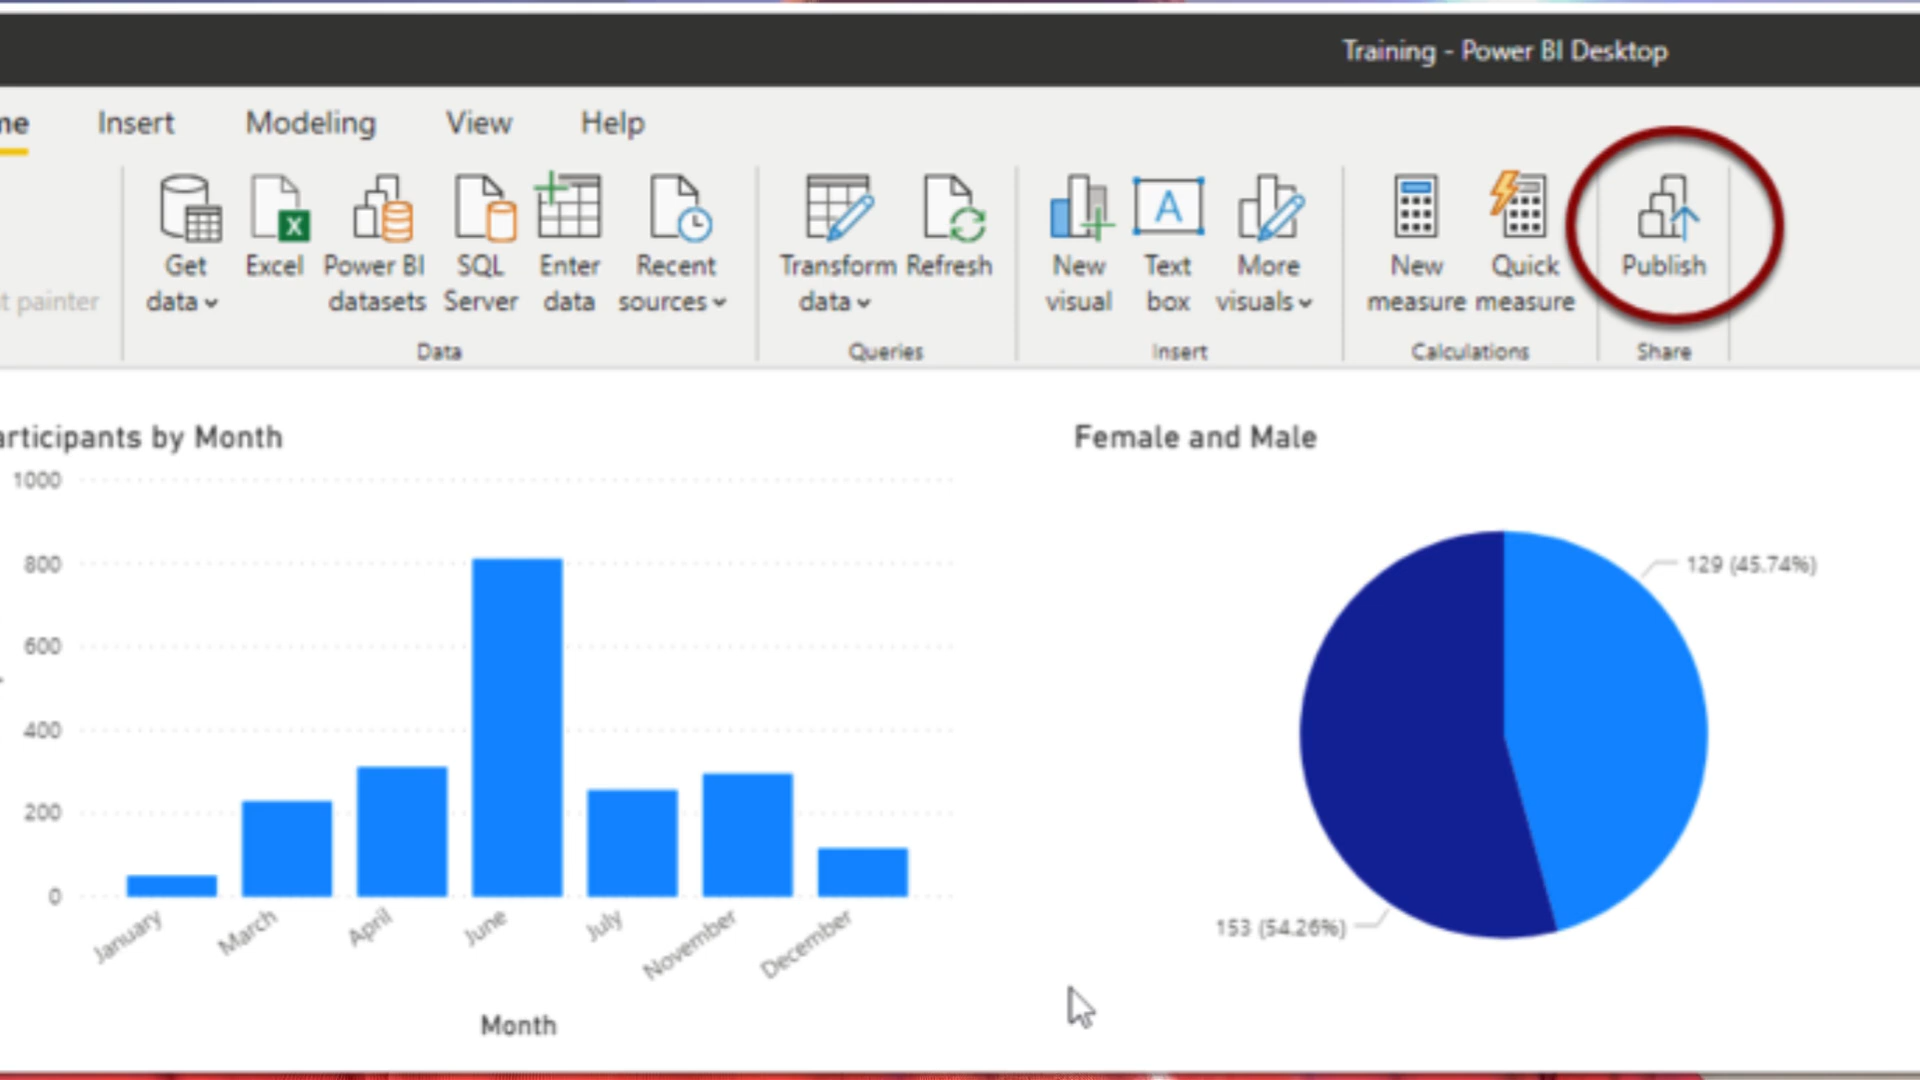 Training - Power BI Desktop
me Insert Modeling View Help
Get data Excel Power BI datasets SQL Server Enter data Recent sources Transform data Refresh New visual Text box More visuals New measure Quick measure Publish
t painter
Data Queries Insert Calculations Share
articipants by Month
1000
800
600
400
200
0
January March April June July November December
Month
Female and Male
129 (45.74%)
153 (54.26%)